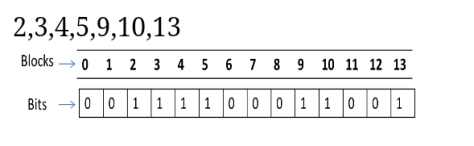 2,3,4,5,9,10,13
Blocks → 0 1 2 3 4 5 6 7 8 9 10 11 12 13
Bits → 0 0 1 1 1 1 0 0 0 1 1 0 0 1